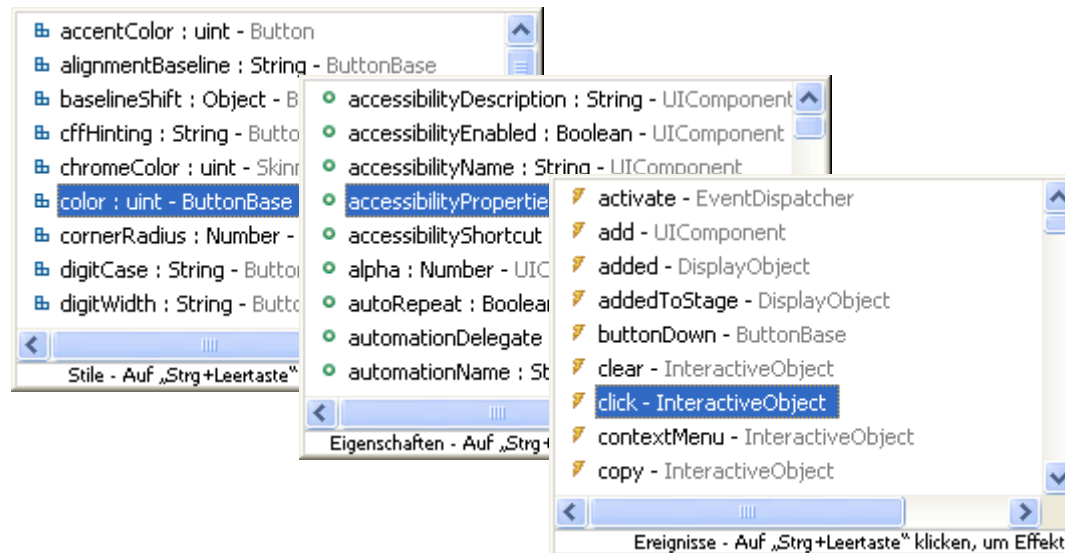 accentColor : uint - Button
alignmentBaseline : String - ButtonBase
baselineShift : Object - B
cffHinting : String - Butto
chromeColor : uint - Skinn
color : uint - ButtonBase
cornerRadius : Number -
digitCase : String - Button
digitWidth : String - Butto
Stile - Auf „Strg+Leertaste“
accessibilityDescription : String - UIComponent
accessibilityEnabled : Boolean - UIComponent
accessibilityName : String - UIComponent
accessibilityPropertie
accessibilityShortcut
alpha : Number - UIC
autoRepeat : Boolean
automationDelegate
automationName : St
Eigenschaften - Auf „Strg+
activate - EventDispatcher
add - UIComponent
added - DisplayObject
addedToStage - DisplayObject
buttonDown - ButtonBase
clear - InteractiveObject
click - InteractiveObject
contextMenu - InteractiveObject
copy - InteractiveObject
Ereignisse - Auf „Strg+Leertaste“ klicken, um Effekt